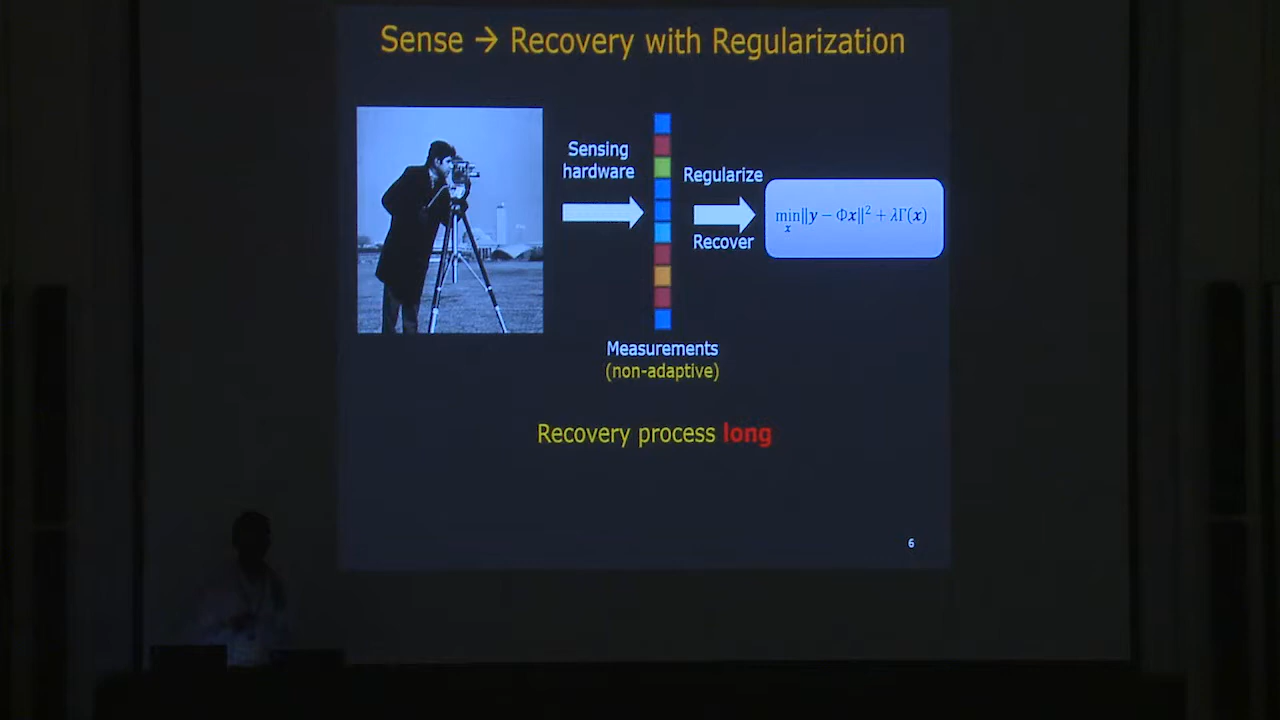 Sense → Recovery with Regularization
Sensing
hardware
Regularize
Recover
min‖y − Φx‖² + λΓ(x)
x
Measurements
(non-adaptive)
Recovery process long
6